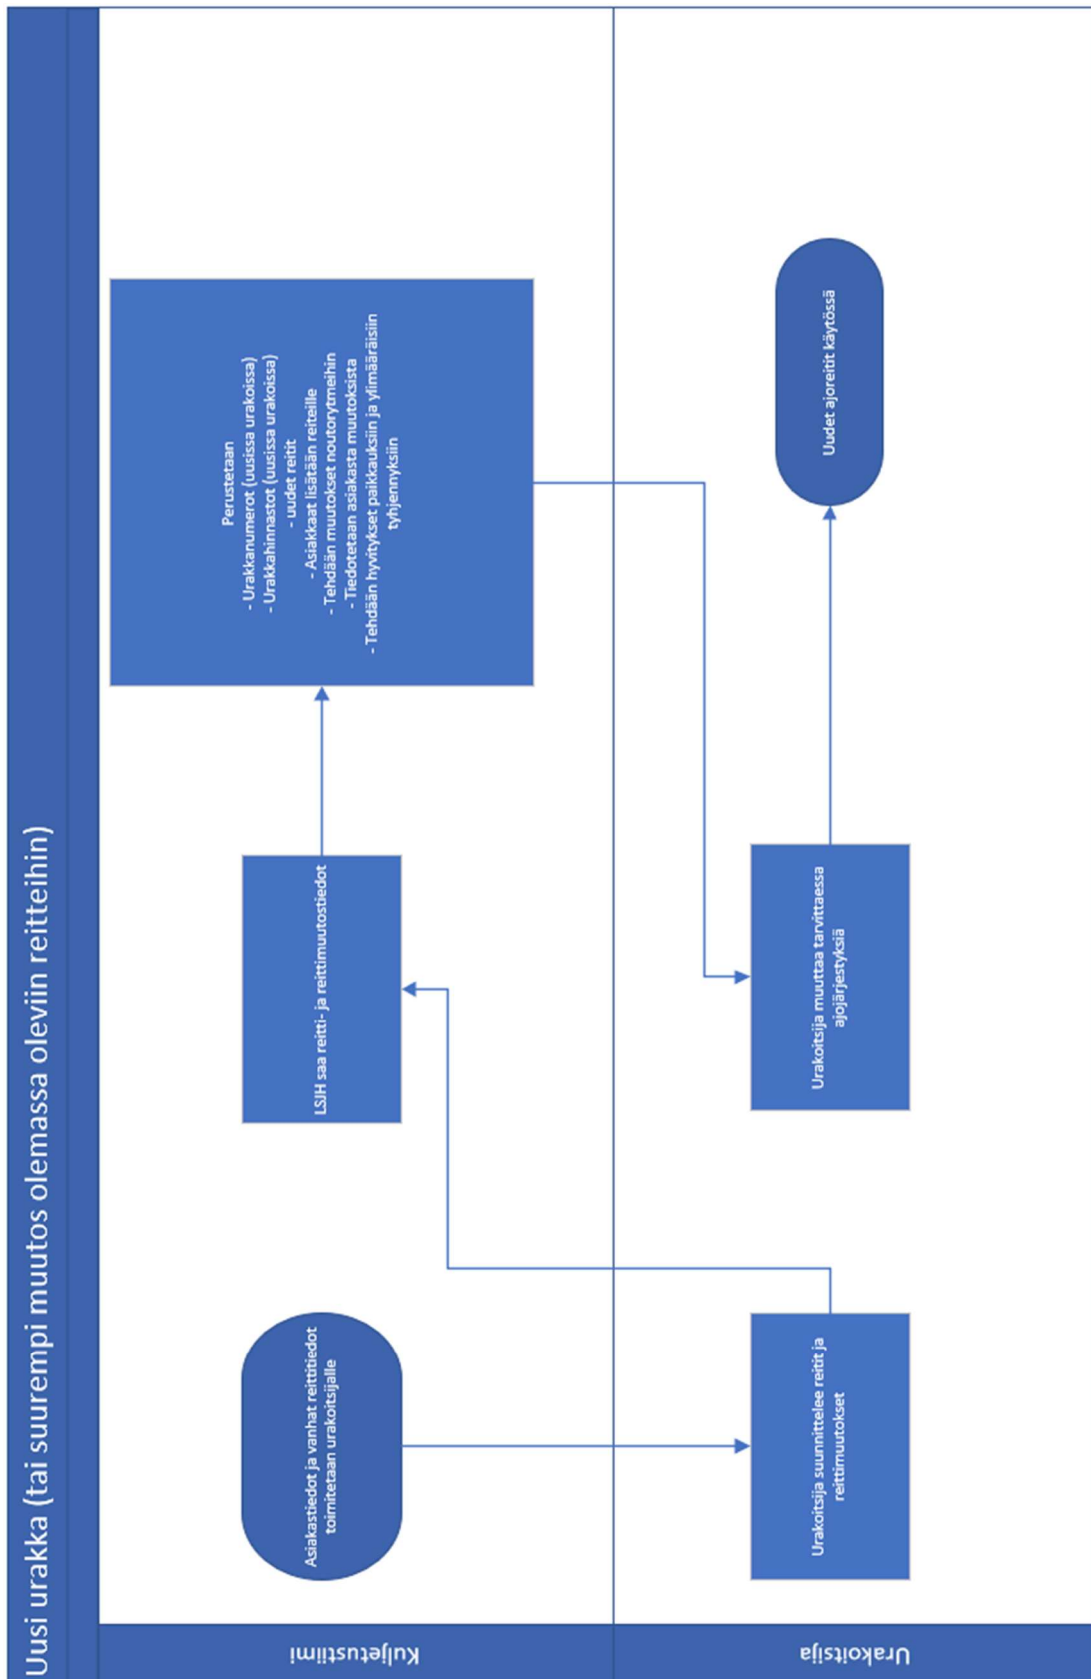 Uusi urakka (tai suurempi muutos olemassa oleviin reitteihin)
Kuljetustiimi
Asiakastiedot ja vanhat reittitiedot
toimitetaan urakoitsijalle
LSJH saa reitti- ja reittimuutostiedot
Perustetaan
- Urakkanumerot (uusissa urakoissa)
- Urakkahinnastot (uusissa urakoissa)
- uudet reitit
- Asiakkaat lisätään reiteille
- Tehdään muutokset noutorytmeihin
- Tiedotetaan asiakasta muutoksista
- Tehdään hyvitykset paikkauksiin ja ylimääräisiin
tyhjennyksiin
Urakoitsija
Urakoitsija suunnittelee reitit ja
reittimuutokset
Urakoitsija muuttaa tarvittaessa
ajojärjestyksiä
Uudet ajoreitit käytössä